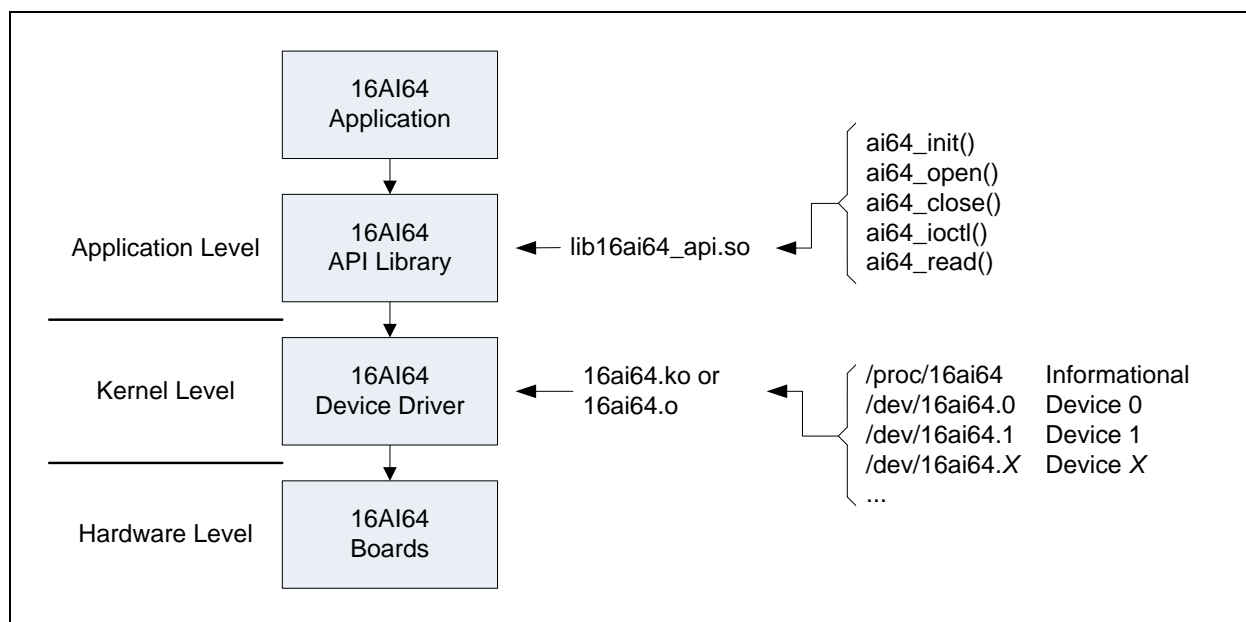 16AI64
Application
Application Level
16AI64
API Library
lib16ai64_api.so
ai64_init()
ai64_open()
ai64_close()
ai64_ioctl()
ai64_read()
Kernel Level
16AI64
Device Driver
16ai64.ko or
16ai64.o
/proc/16ai64 Informational
/dev/16ai64.0 Device 0
/dev/16ai64.1 Device 1
/dev/16ai64.X Device X
...
Hardware Level
16AI64
Boards